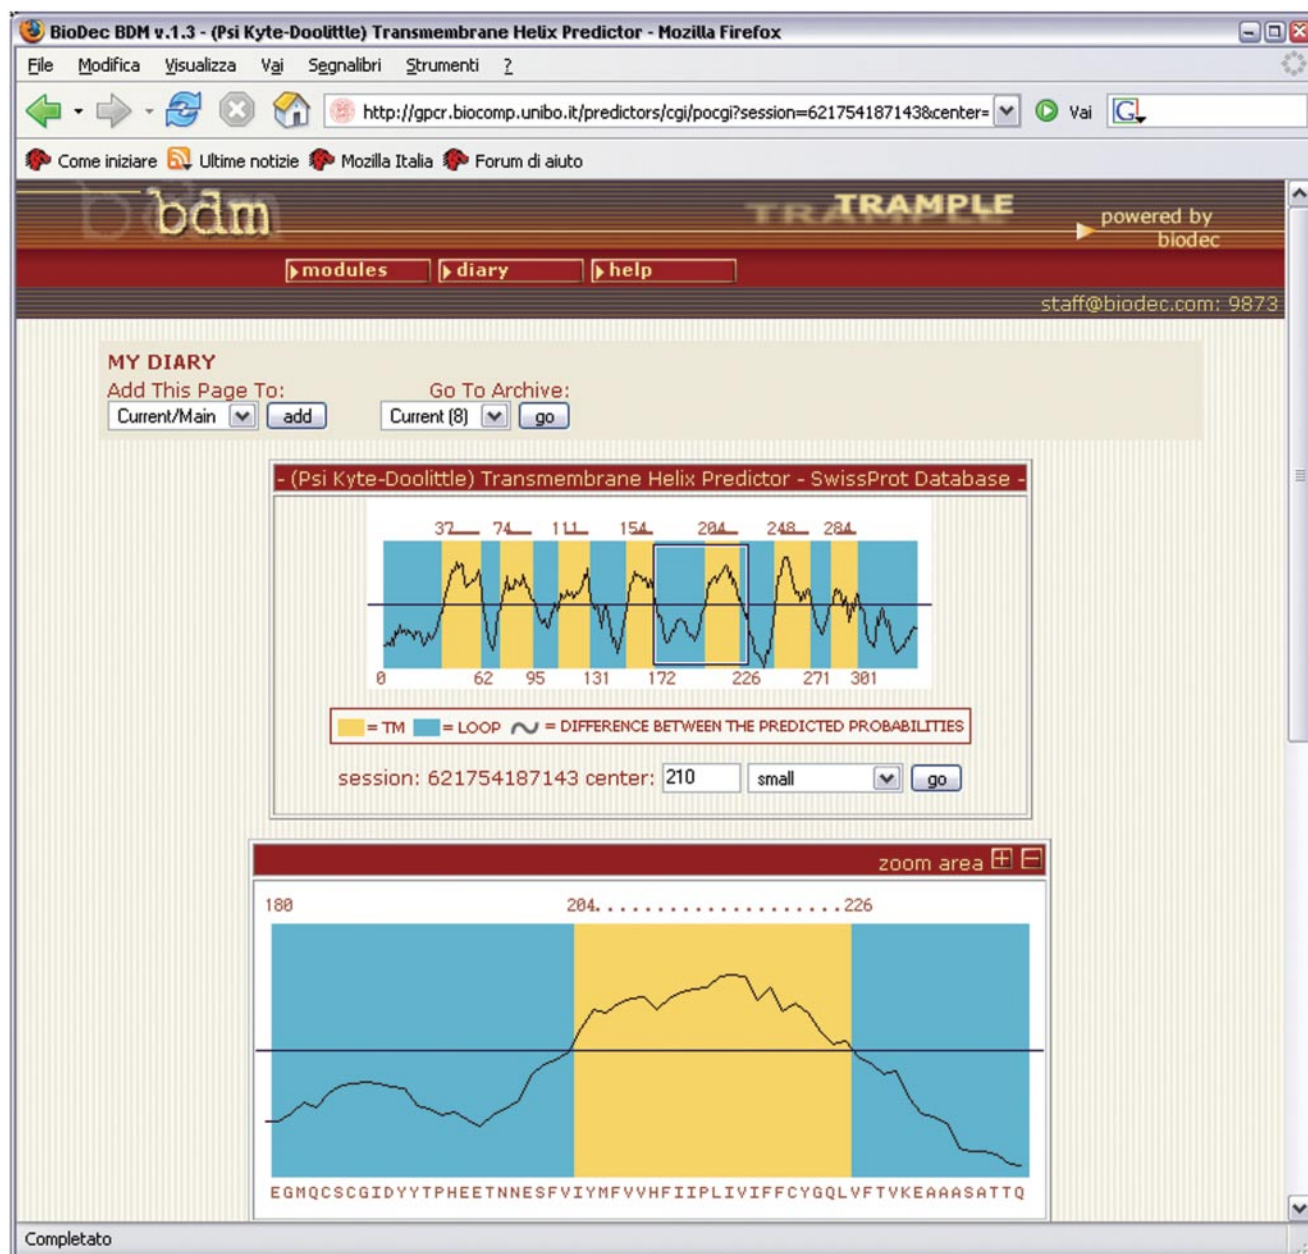 BioDec BDM v.1.3 - (Psi Kyte-Doolittle) Transmembrane Helix Predictor - Mozilla Firefox
File Modifica Visualizza Vai Segnalibri Strumenti ?
http://gpcr.biocomp.unibo.it/predictors/cgi/pocgi?session=621754187143&center= Vai G
Come iniziare Ultime notizie Mozilla Italia Forum di aiuto
bdm TRAMPLE powered by
biodec
modules diary help
staff@biodec.com: 9873
MY DIARY
Add This Page To: Go To Archive:
Current/Main add Current (8) go
- (Psi Kyte-Doolittle) Transmembrane Helix Predictor - SwissProt Database -
37 74 111 154 204 248 284
0 62 95 131 172 226 271 301
= TM = LOOP = DIFFERENCE BETWEEN THE PREDICTED PROBABILITIES
session: 621754187143 center: 210 small go
zoom area + -
180 204....................226
EGMQCSCGIDYYTPHEETNNESFVIYMFVVHFIIPLIVIFFCYGQLVFTVKEAAASATTQ
Completato